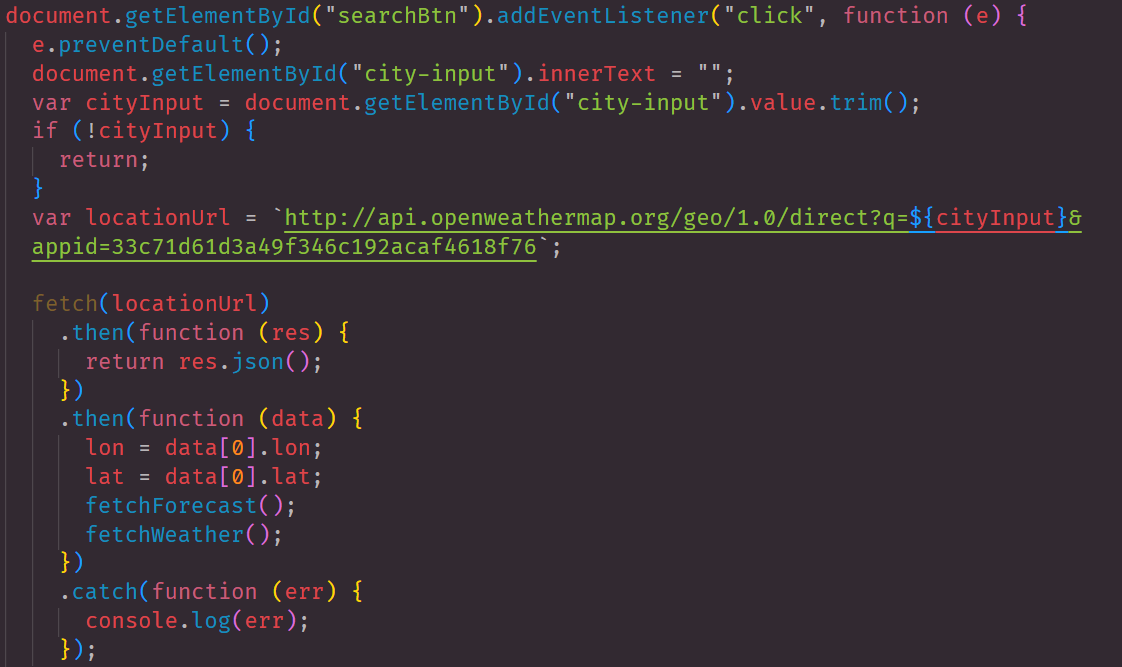 document.getElementById("searchBtn").addEventListener("click", function (e) {
  e.preventDefault();
  document.getElementById("city-input").innerText = "";
  var cityInput = document.getElementById("city-input").value.trim();
  if (!cityInput) {
    return;
  }
  var locationUrl = `http://api.openweathermap.org/geo/1.0/direct?q=${cityInput}&
  appid=33c71d61d3a49f346c192acaf4618f76`;
  fetch(locationUrl)
    .then(function (res) {
      return res.json();
    })
    .then(function (data) {
      lon = data[0].lon;
      lat = data[0].lat;
      fetchForecast();
      fetchWeather();
    })
    .catch(function (err) {
      console.log(err);
    });